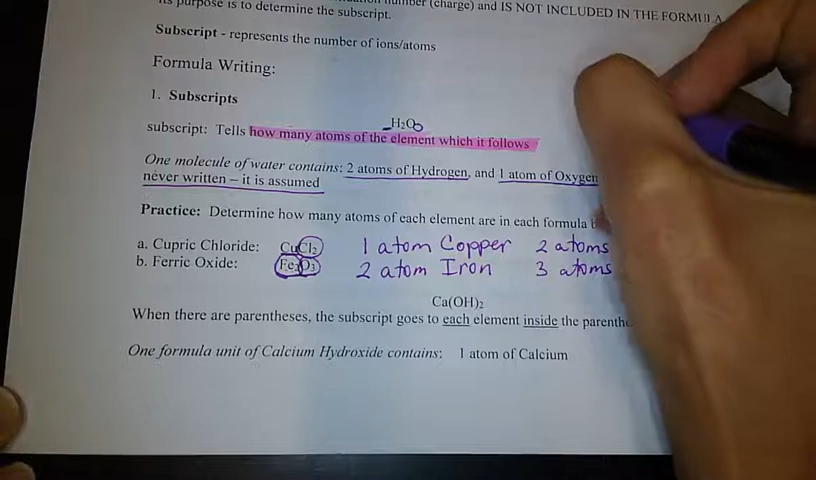 Its purpose is to determine the subscript. number (charge) and IS NOT INCLUDED IN THE FORMULA
Subscript - represents the number of ions/atoms
Formula Writing:
1. Subscripts
H₂O
subscript: Tells how many atoms of the element which it follows
One molecule of water contains: 2 atoms of Hydrogen, and 1 atom of Oxygen
never written – it is assumed
Practice: Determine how many atoms of each element are in each formula
a. Cupric Chloride: CuCl₂ 1 atom Copper 2 atoms
b. Ferric Oxide: Fe₂O₃ 2 atom Iron 3 atoms
Ca(OH)₂
When there are parentheses, the subscript goes to each element inside the
One formula unit of Calcium Hydroxide contains: 1 atom of Calcium